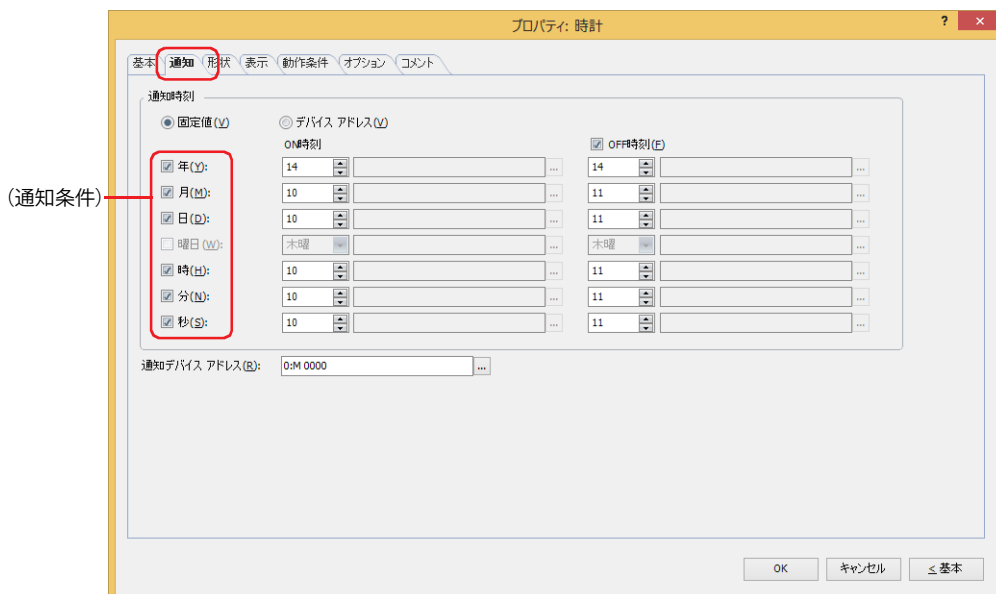 プロパティ: 時計
? ×
基本 通知 形状 表示 動作条件 オプション コメント
通知時刻
固定値(V) デバイス アドレス(V)
ON時刻 OFF時刻(F)
年(Y): 14 ... 14 ...
(通知条件) 月(M): 10 ... 11 ...
日(D): 10 ... 11 ...
曜日(W): 木曜 ... 木曜 ...
時(H): 10 ... 11 ...
分(N): 10 ... 11 ...
秒(S): 10 ... 11 ...
通知デバイス アドレス(R): 0:M 0000 ...
OK キャンセル < 基本